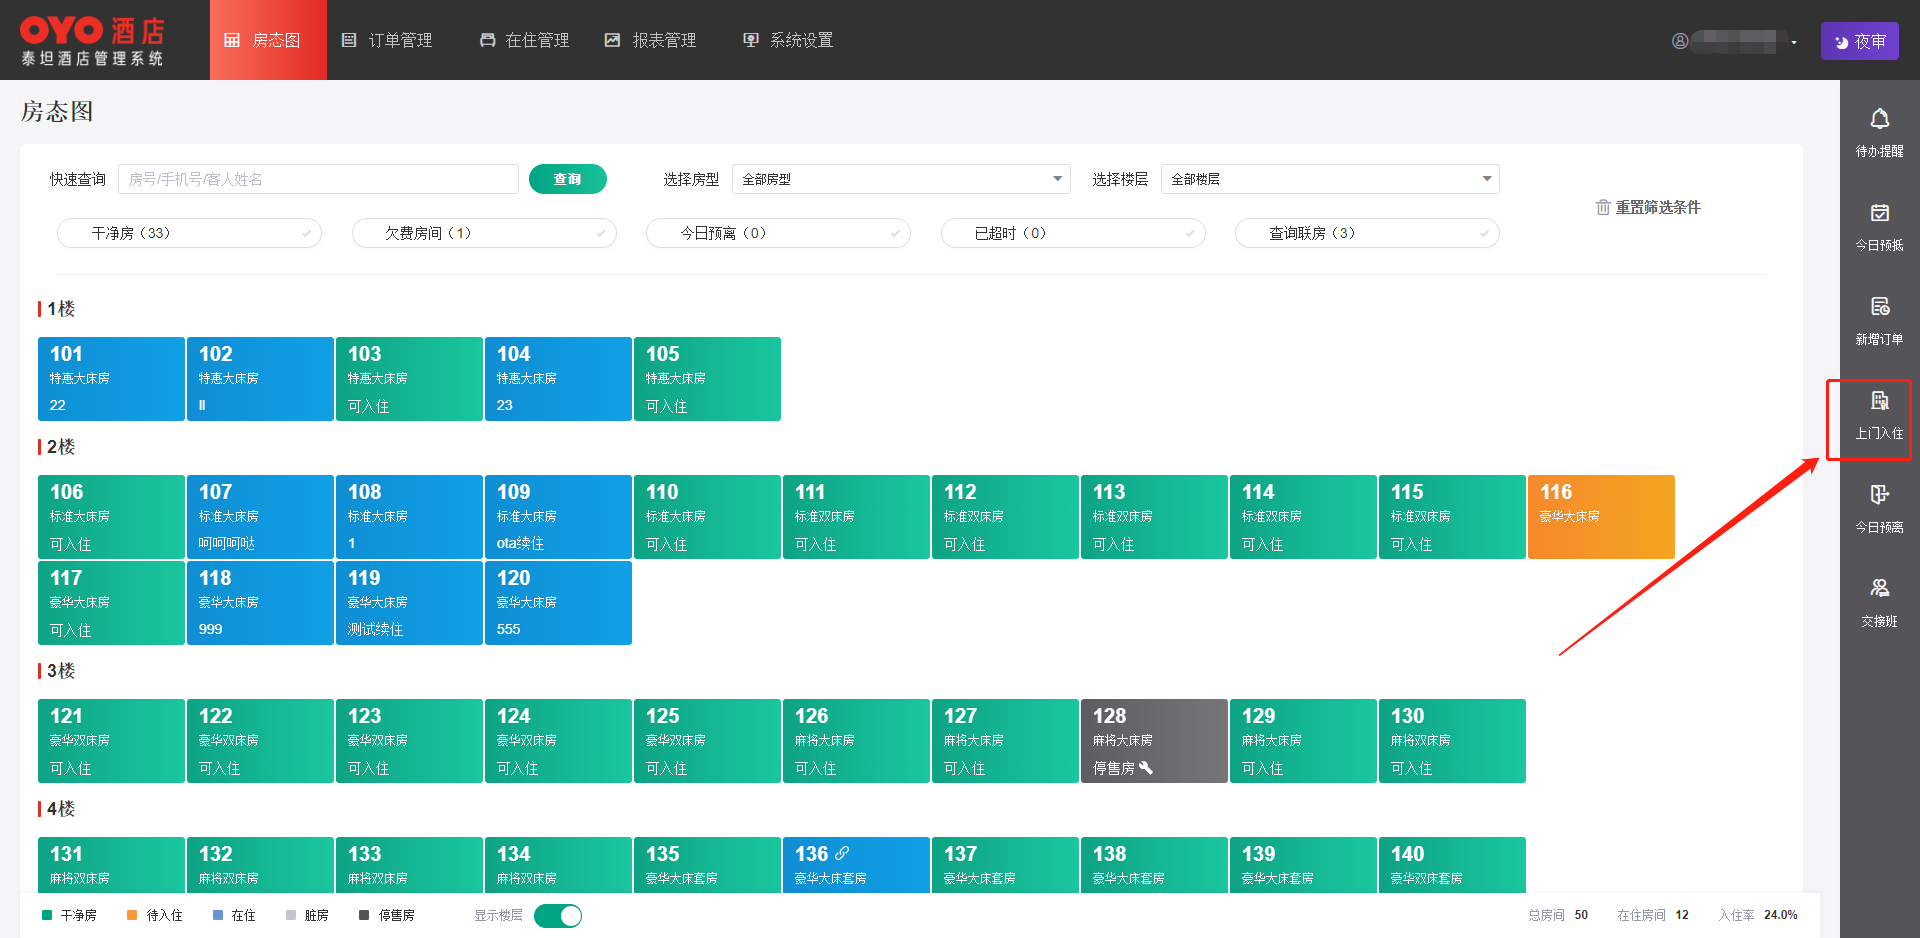 OYO 酒店
泰坦酒店管理系统
房态图 订单管理 在住管理 报表管理 系统设置 夜审
房态图
快速查询 房号/手机号/客人姓名 查询 选择房型 全部房型 选择楼层 全部楼层
重置筛选条件
干净房（33） 欠费房间（1） 今日预离（0） 已超时（0） 查询联房（3）
1楼
101 102 103 104 105
特惠大床房 特惠大床房 特惠大床房 特惠大床房 特惠大床房
22 ll 可入住 23 可入住
2楼
106 107 108 109 110 111 112 113 114 115 116
标准大床房 标准大床房 标准大床房 标准大床房 标准大床房 标准双床房 标准双床房 标准双床房 标准双床房 标准双床房 豪华大床房
可入住 呵呵呵哒 1 ota续住 可入住 可入住 可入住 可入住 可入住 可入住
117 118 119 120
豪华大床房 豪华大床房 豪华大床房 豪华大床房
可入住 999 测试续住 555
3楼
121 122 123 124 125 126 127 128 129 130
豪华双床房 豪华双床房 豪华双床房 豪华双床房 豪华双床房 麻将大床房 麻将大床房 麻将大床房 麻将大床房 麻将双床房
可入住 可入住 可入住 可入住 可入住 可入住 可入住 停售房 可入住 可入住
4楼
131 132 133 134 135 136 137 138 139 140
麻将双床房 麻将双床房 麻将双床房 麻将双床房 豪华大床套房 豪华大床套房 豪华大床套房 豪华大床套房 豪华大床套房 豪华双床套房
干净房 待入住 在住 脏房 停售房 显示楼层 总房间 50 在住房间 12 入住率 24.0%
待办提醒
今日预抵
新增订单
上门入住
今日预离
交接班